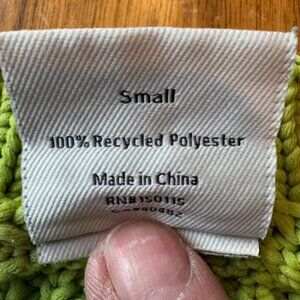 Small
100% Recycled Polyester
Made in China
RN#150115